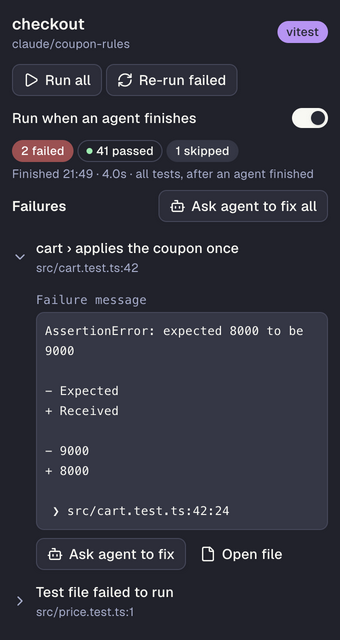 checkout
vitest
claude/coupon-rules
Run all
Re-run failed
Run when an agent finishes
2 failed
41 passed
1 skipped
Finished 21:49 · 4.0s · all tests, after an agent finished
Failures
Ask agent to fix all
cart › applies the coupon once
src/cart.test.ts:42
Failure message
AssertionError: expected 8000 to be
9000
− Expected
+ Received
− 9000
+ 8000
❯ src/cart.test.ts:42:24
Ask agent to fix
Open file
Test file failed to run
src/price.test.ts:1